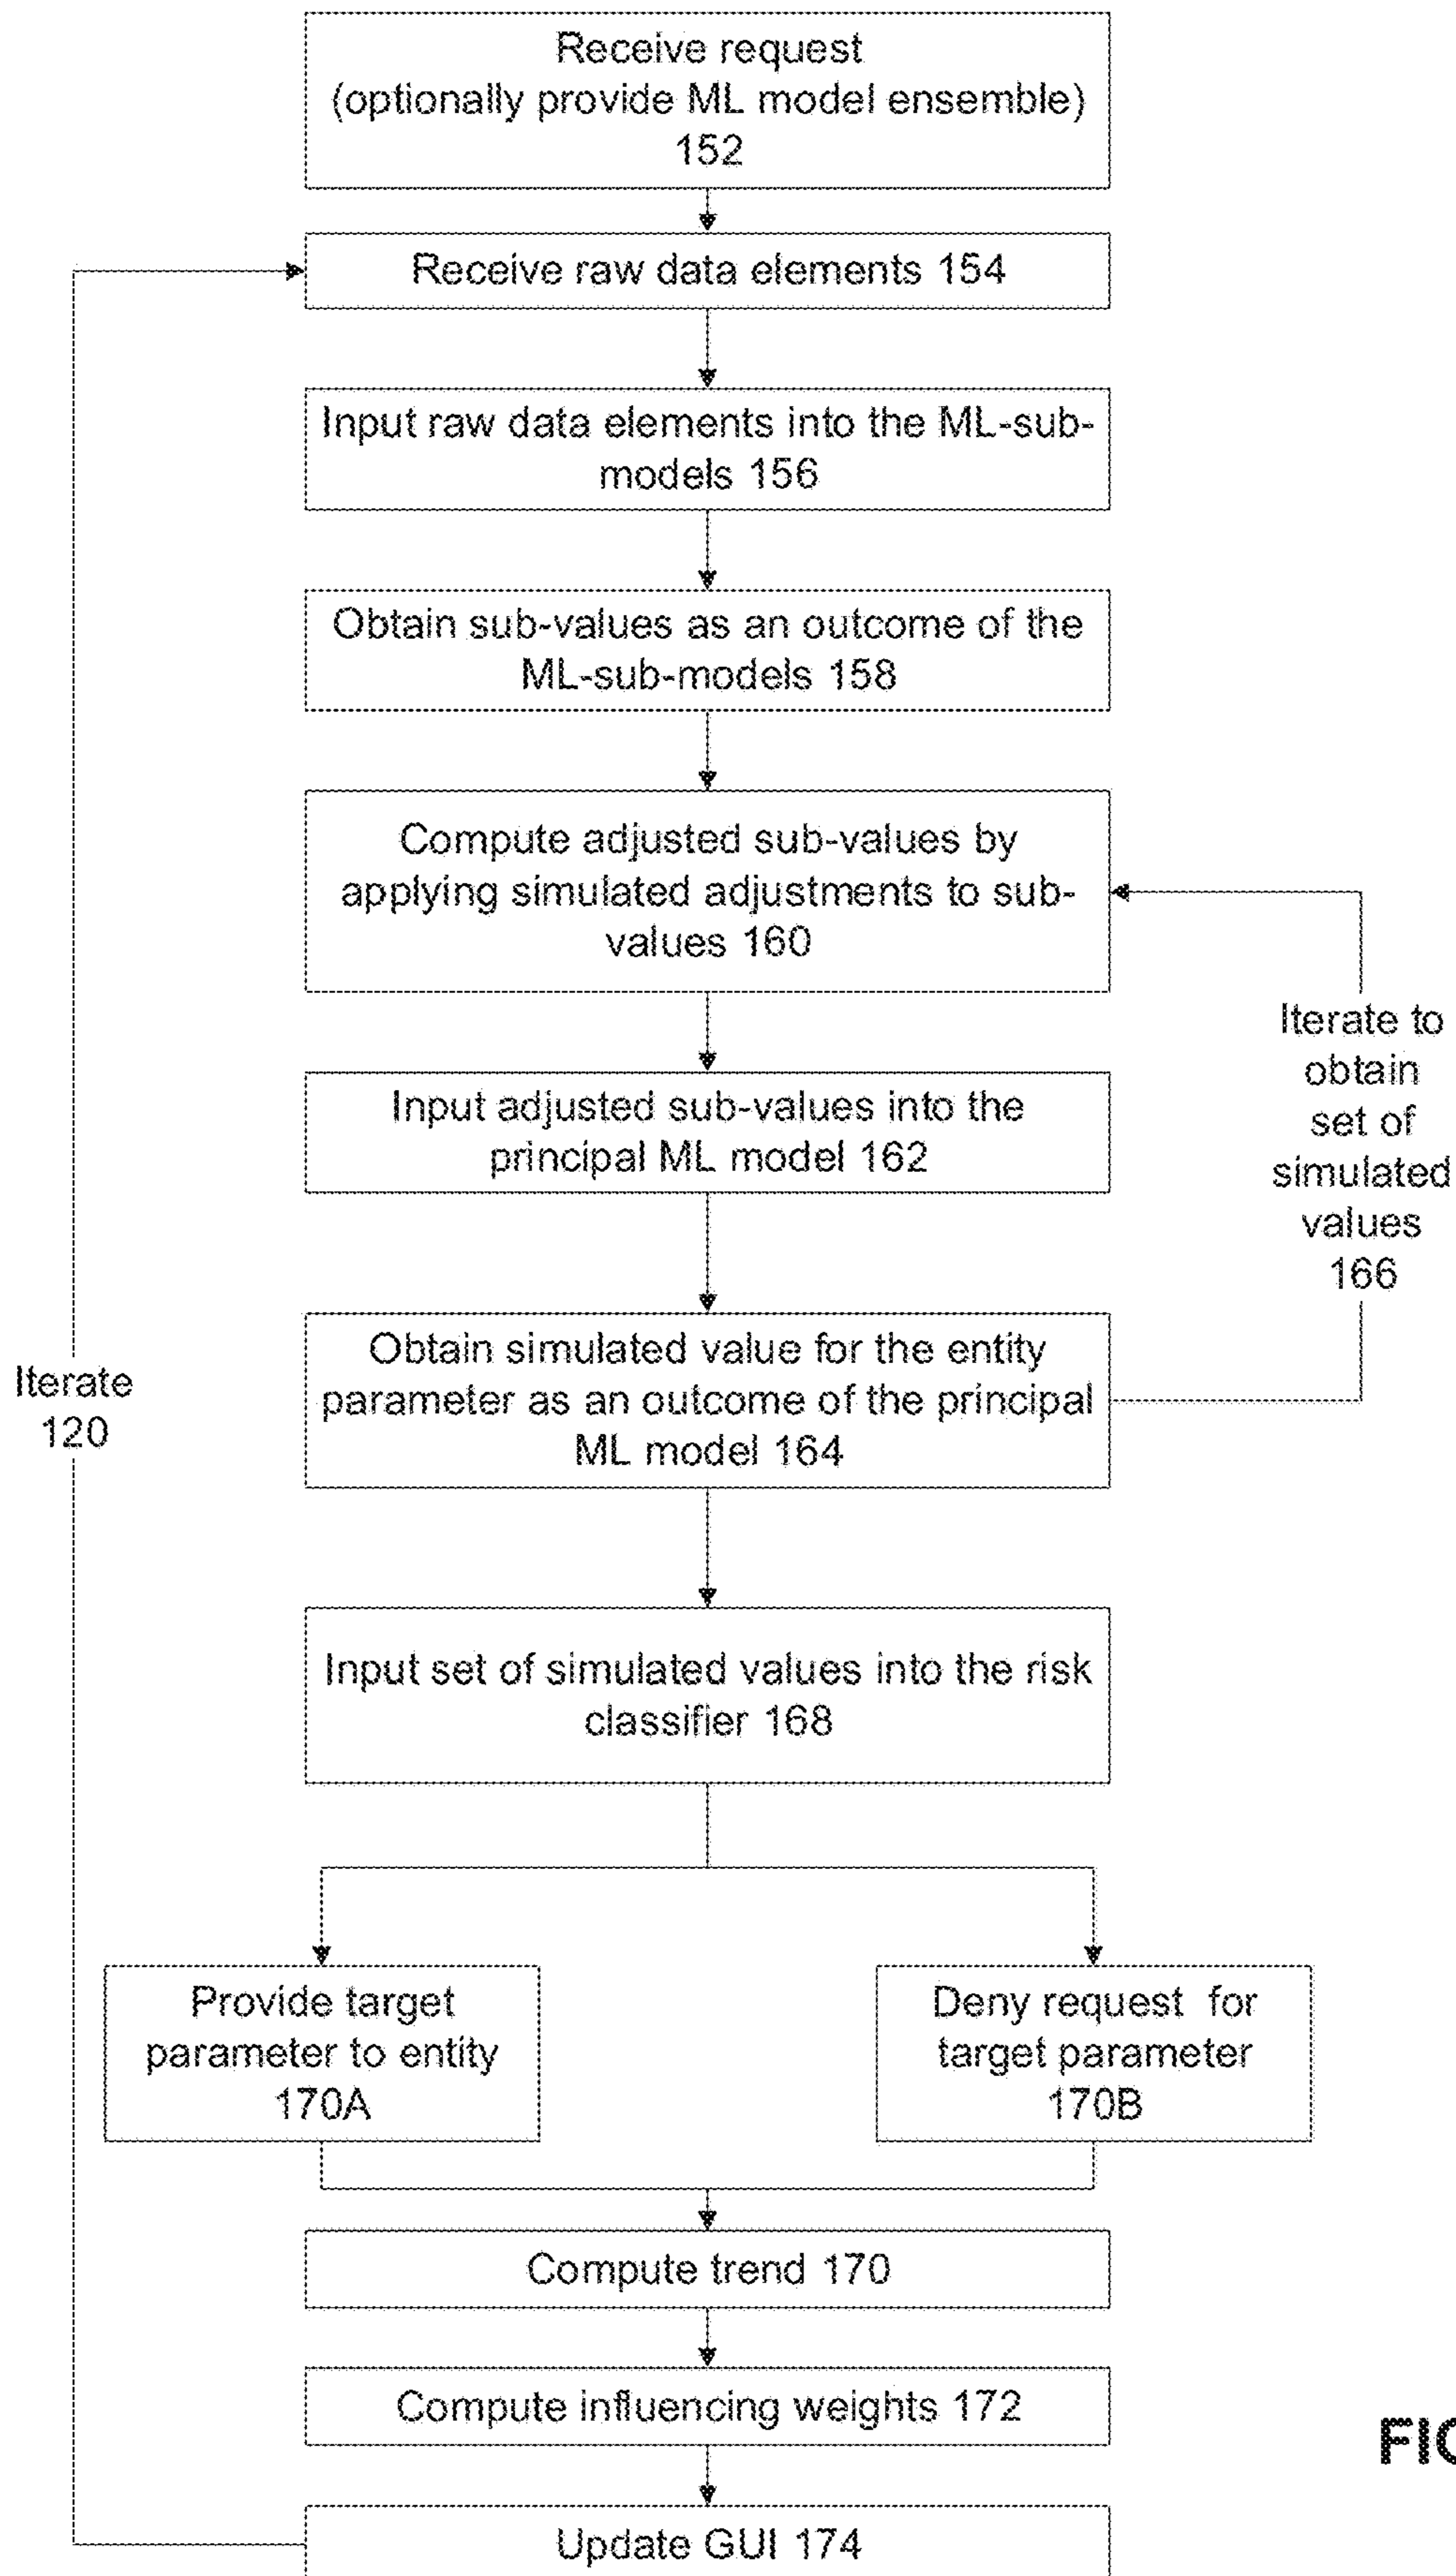 Receive request
(optionally provide ML model ensemble)
152
Receive raw data elements 154
Input raw data elements into the ML-sub-
models 156
Obtain sub-values as an outcome of the
ML-sub-models 158
Compute adjusted sub-values by
applying simulated adjustments to sub-
values 160
Input adjusted sub-values into the
principal ML model 162
Iterate to
obtain
set of
simulated
values
166
Obtain simulated value for the entity
parameter as an outcome of the principal
ML model 164
Iterate
120
Input set of simulated values into the risk
classifier 168
Provide target
parameter to entity
170A
Deny request for
target parameter
170B
Compute trend 170
Compute influencing weights 172
Update GUI 174